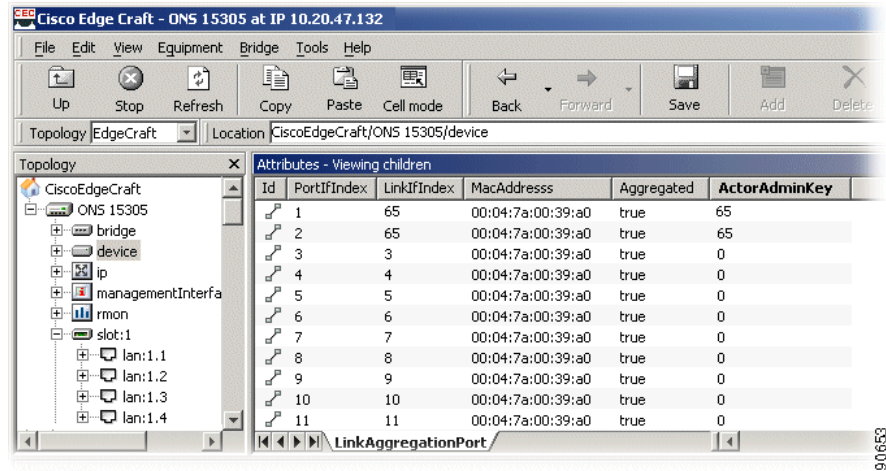 CEC Cisco Edge Craft - ONS 15305 at IP 10.20.47.132
File Edit View Equipment Bridge Tools Help
Up Stop Refresh Copy Paste Cell mode Back Forward Save Add Delete
Topology EdgeCraft Location CiscoEdgeCraft/ONS 15305/device
Topology x
CiscoEdgeCraft
ONS 15305
bridge
device
ip
managementInterfa
rmon
slot:1
lan:1.1
lan:1.2
lan:1.3
lan:1.4
Attributes - Viewing children
Id PortIfIndex LinkIfIndex MacAddresss Aggregated ActorAdminKey
1 65 00:04:7a:00:39:a0 true 65
2 65 00:04:7a:00:39:a0 true 65
3 3 00:04:7a:00:39:a0 true 0
4 4 00:04:7a:00:39:a0 true 0
5 5 00:04:7a:00:39:a0 true 0
6 6 00:04:7a:00:39:a0 true 0
7 7 00:04:7a:00:39:a0 true 0
8 8 00:04:7a:00:39:a0 true 0
9 9 00:04:7a:00:39:a0 true 0
10 10 00:04:7a:00:39:a0 true 0
11 11 00:04:7a:00:39:a0 true 0
LinkAggregationPort
90653